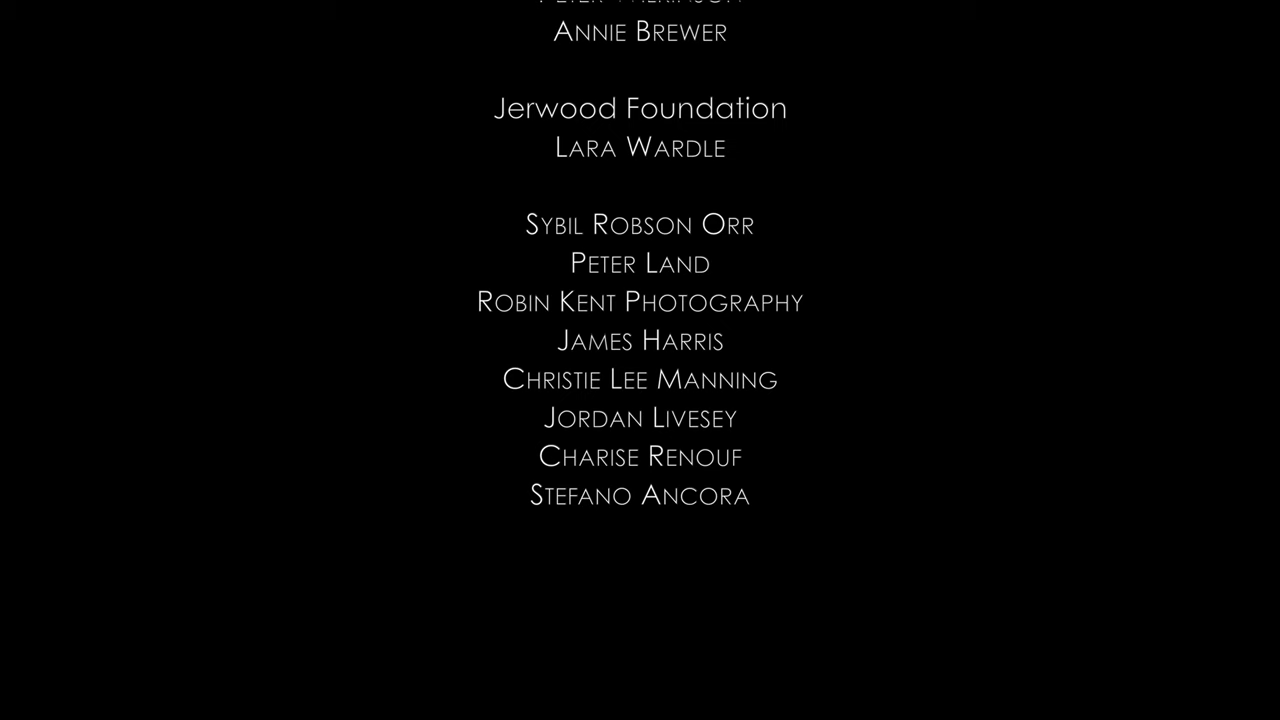 ANNIE BREWER
Jerwood Foundation
LARA WARDLE
SYBIL ROBSON ORR
PETER LAND
ROBIN KENT PHOTOGRAPHY
JAMES HARRIS
CHRISTIE LEE MANNING
JORDAN LIVESEY
CHARISE RENOUF
STEFANO ANCORA